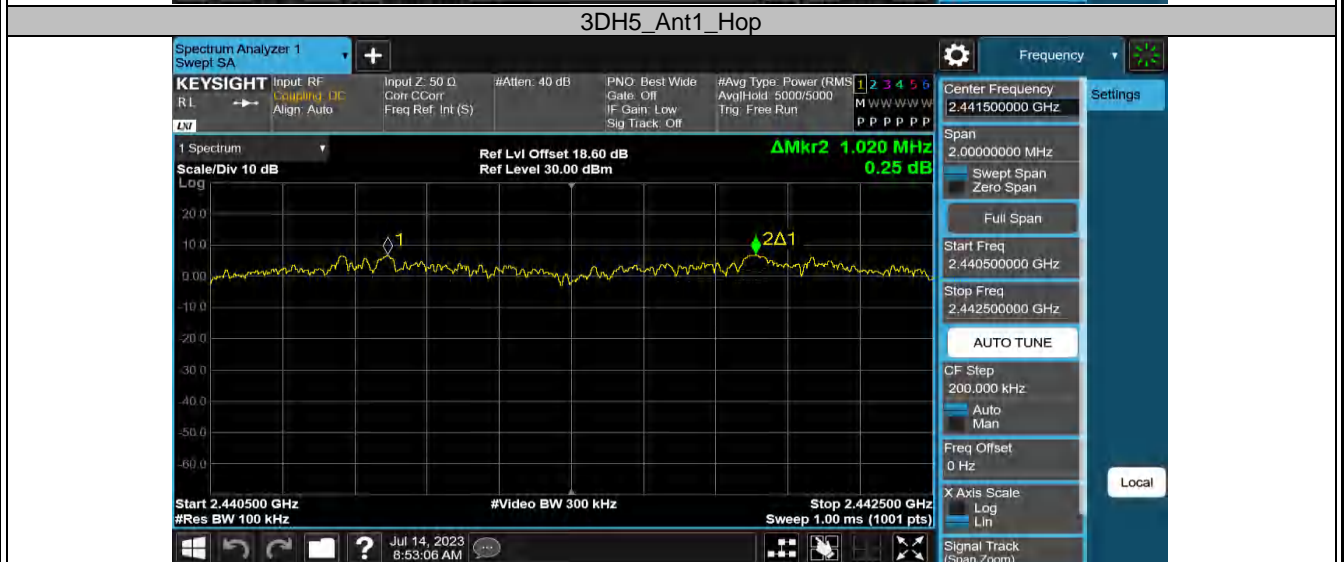 3DH5_Ant1_Hop
Spectrum Analyzer 1
Swept SA
+
Frequency
KEYSIGHT
RL
LXI
Input: RF
Coupling: DC
Align: Auto
Input Z: 50 Ω
Corr CCorr
Freq Ref: Int (S)
#Atten: 40 dB
PNO: Best Wide
Gate: Off
IF Gain: Low
Sig Track: Off
#Avg Type: Power (RMS
Avg|Hold: 5000/5000
Trig: Free Run
1 2 3 4 5 6
M W W W W W
P P P P P P
1 Spectrum
Scale/Div 10 dB
Ref Lvl Offset 18.60 dB
Ref Level 30.00 dBm
ΔMkr2 1.020 MHz
0.25 dB
Log
20.0
10.0
0.00
-10.0
-20.0
-30.0
-40.0
-50.0
-60.0
1
2Δ1
Start 2.440500 GHz
#Res BW 100 kHz
#Video BW 300 kHz
Stop 2.442500 GHz
Sweep 1.00 ms (1001 pts)
?
Jul 14, 2023
8:53:06 AM
Center Frequency
2.441500000 GHz
Settings
Span
2.00000000 MHz
Swept Span
Zero Span
Full Span
Start Freq
2.440500000 GHz
Stop Freq
2.442500000 GHz
AUTO TUNE
CF Step
200.000 kHz
Auto
Man
Freq Offset
0 Hz
X Axis Scale
Log
Lin
Local
Signal Track
(Span Zoom)